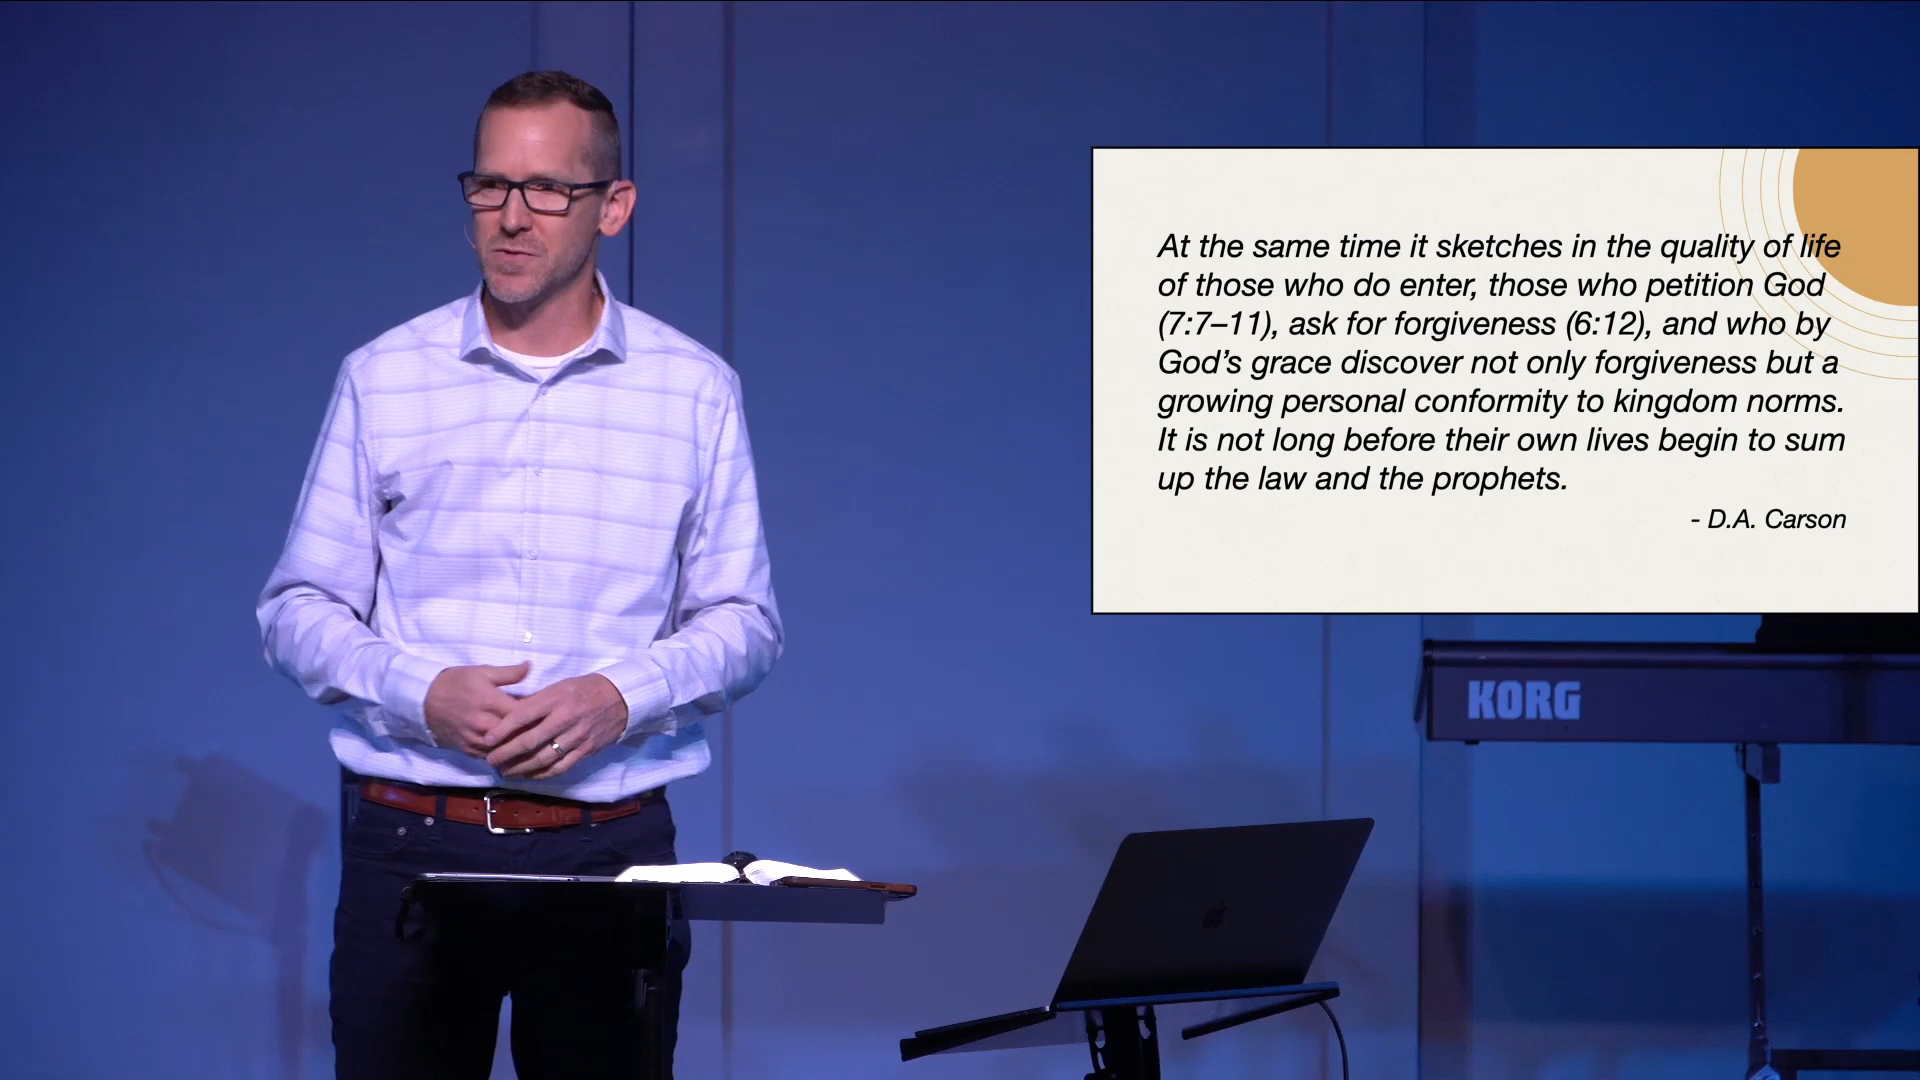 At the same time it sketches in the quality of life
of those who do enter, those who petition God
(7:7–11), ask for forgiveness (6:12), and who by
God’s grace discover not only forgiveness but a
growing personal conformity to kingdom norms.
It is not long before their own lives begin to sum
up the law and the prophets.
- D.A. Carson
KORG